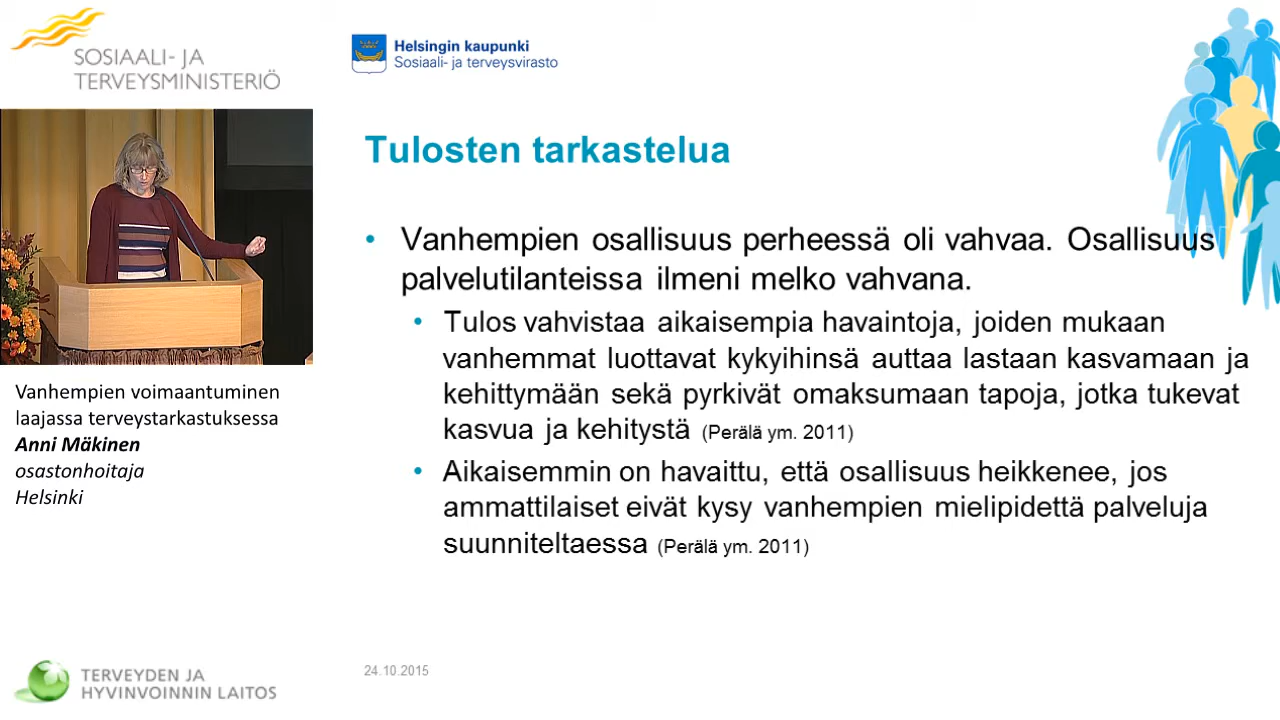 SOSIAALI- JA
TERVEYSMINISTERIÖ
Helsingin kaupunki
Sosiaali- ja terveysvirasto
Tulosten tarkastelua
• Vanhempien osallisuus perheessä oli vahvaa. Osallisuus
palvelutilanteissa ilmeni melko vahvana.
• Tulos vahvistaa aikaisempia havaintoja, joiden mukaan
vanhemmat luottavat kykyihinsä auttaa lastaan kasvamaan ja
kehittymään sekä pyrkivät omaksumaan tapoja, jotka tukevat
kasvua ja kehitystä (Perälä ym. 2011)
• Aikaisemmin on havaittu, että osallisuus heikkenee, jos
ammattilaiset eivät kysy vanhempien mielipidettä palveluja
suunniteltaessa (Perälä ym. 2011)
Vanhempien voimaantuminen
laajassa terveystarkastuksessa
Anni Mäkinen
osastonhoitaja
Helsinki
TERVEYDEN JA
HYVINVOINNIN LAITOS
24.10.2015